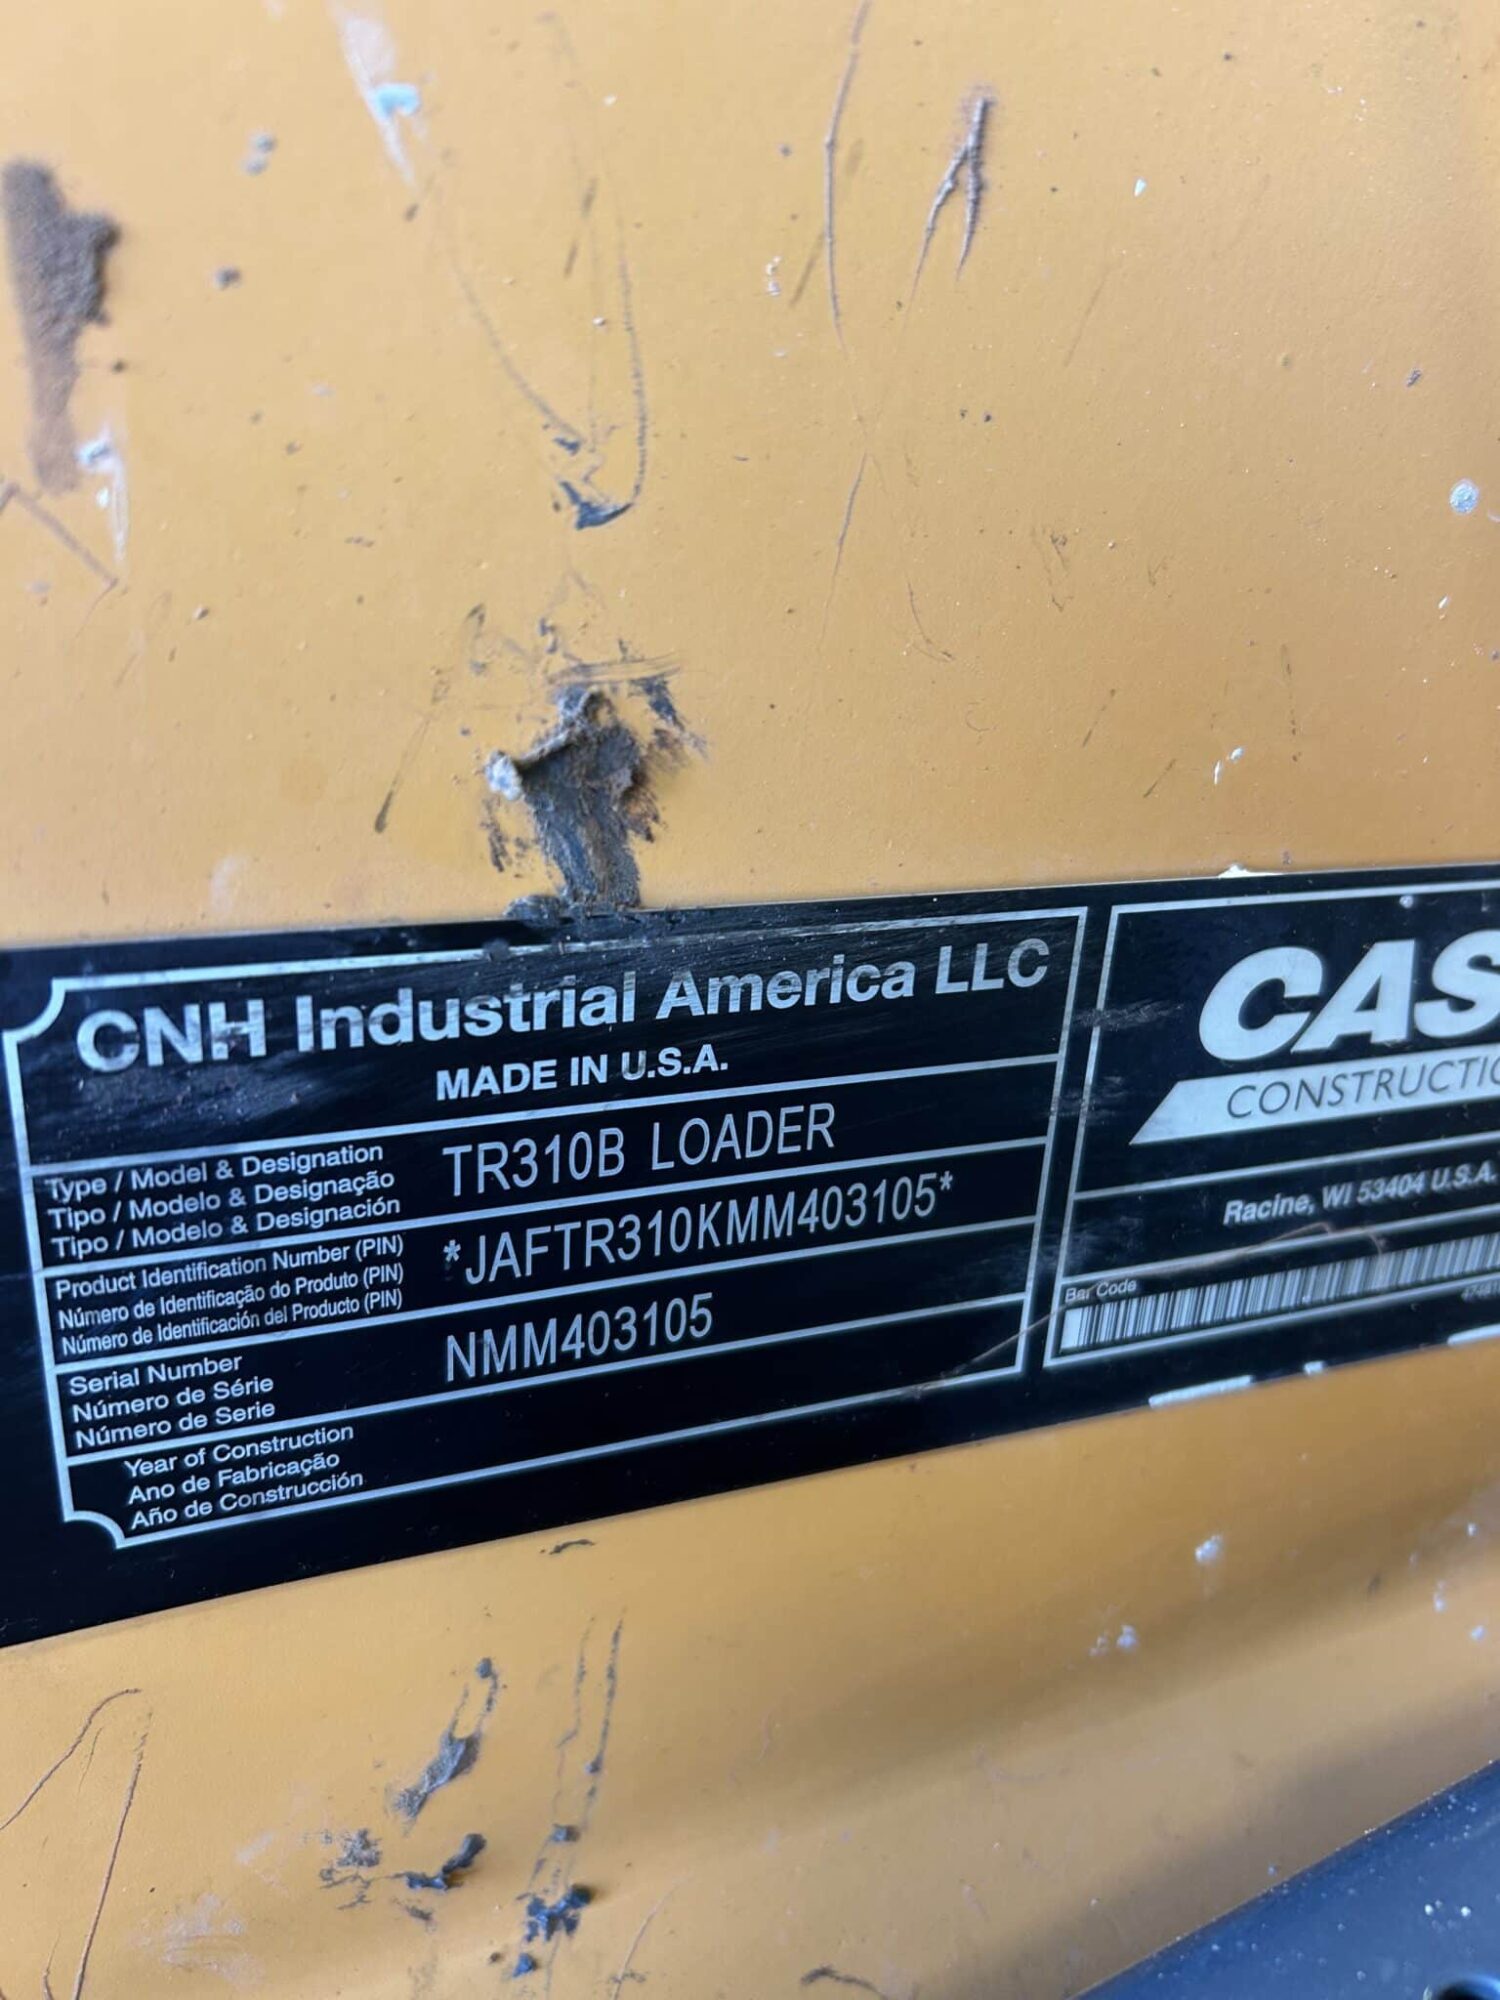 CNH Industrial America LLC
MADE IN U.S.A.
Type / Model & Designation
Tipo / Modelo & Designação
Tipo / Modelo & Designación
TR310B LOADER
Product Identification Number (PIN)
Número de Identificação do Produto (PIN)
Número de Identificación del Producto (PIN)
*JAFTR310KMM403105*
Serial Number
Número de Série
Número de Serie
NMM403105
Year of Construction
Ano de Fabricação
Año de Construcción
CAS
CONSTRUCTIO
Racine, WI 53404 U.S.A.
Bar Code